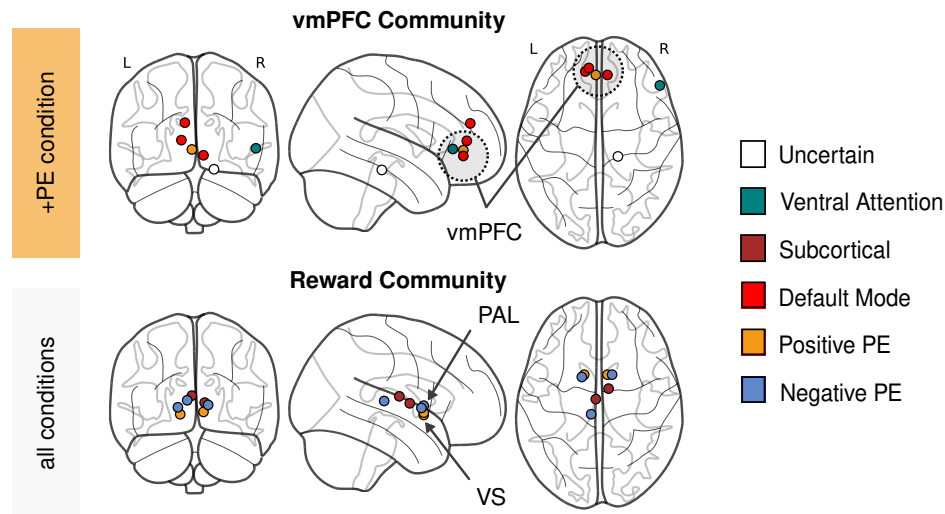 vmPFC Community
+PE condition
L
R
L
R
vmPFC
Reward Community
all conditions
PAL
VS
Uncertain
Ventral Attention
Subcortical
Default Mode
Positive PE
Negative PE